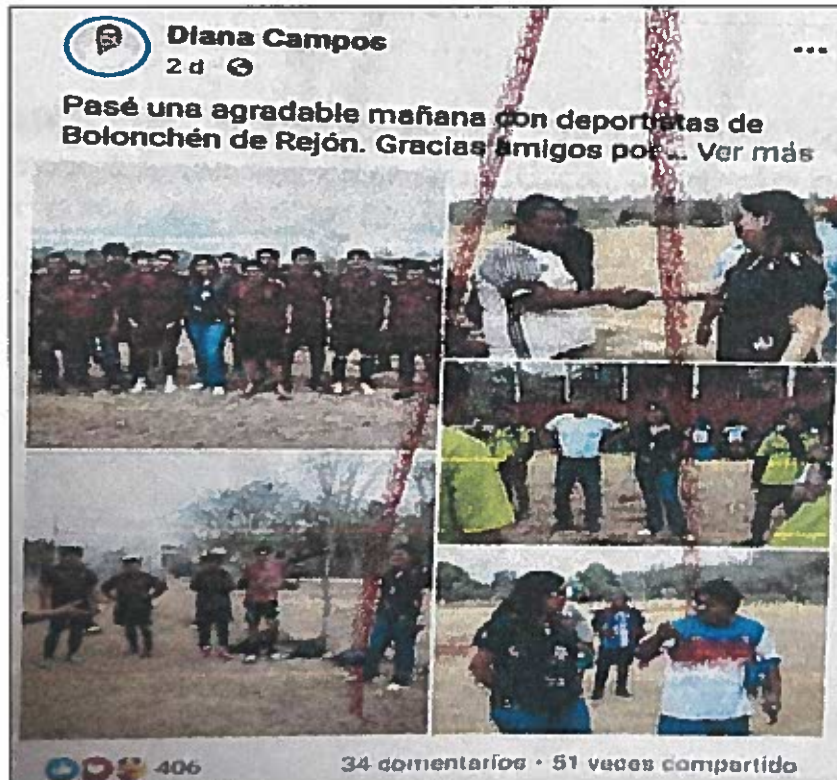 Diana Campos
2 d
Pasé una agradable mañana con deportistas de
Bolonchén de Rejón. Gracias amigos por... Ver más
406
34 comentarios • 51 veces compartido